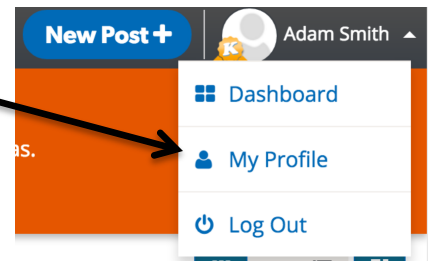 New Post +
Adam Smith
K
Dashboard
as.
My Profile
Log Out